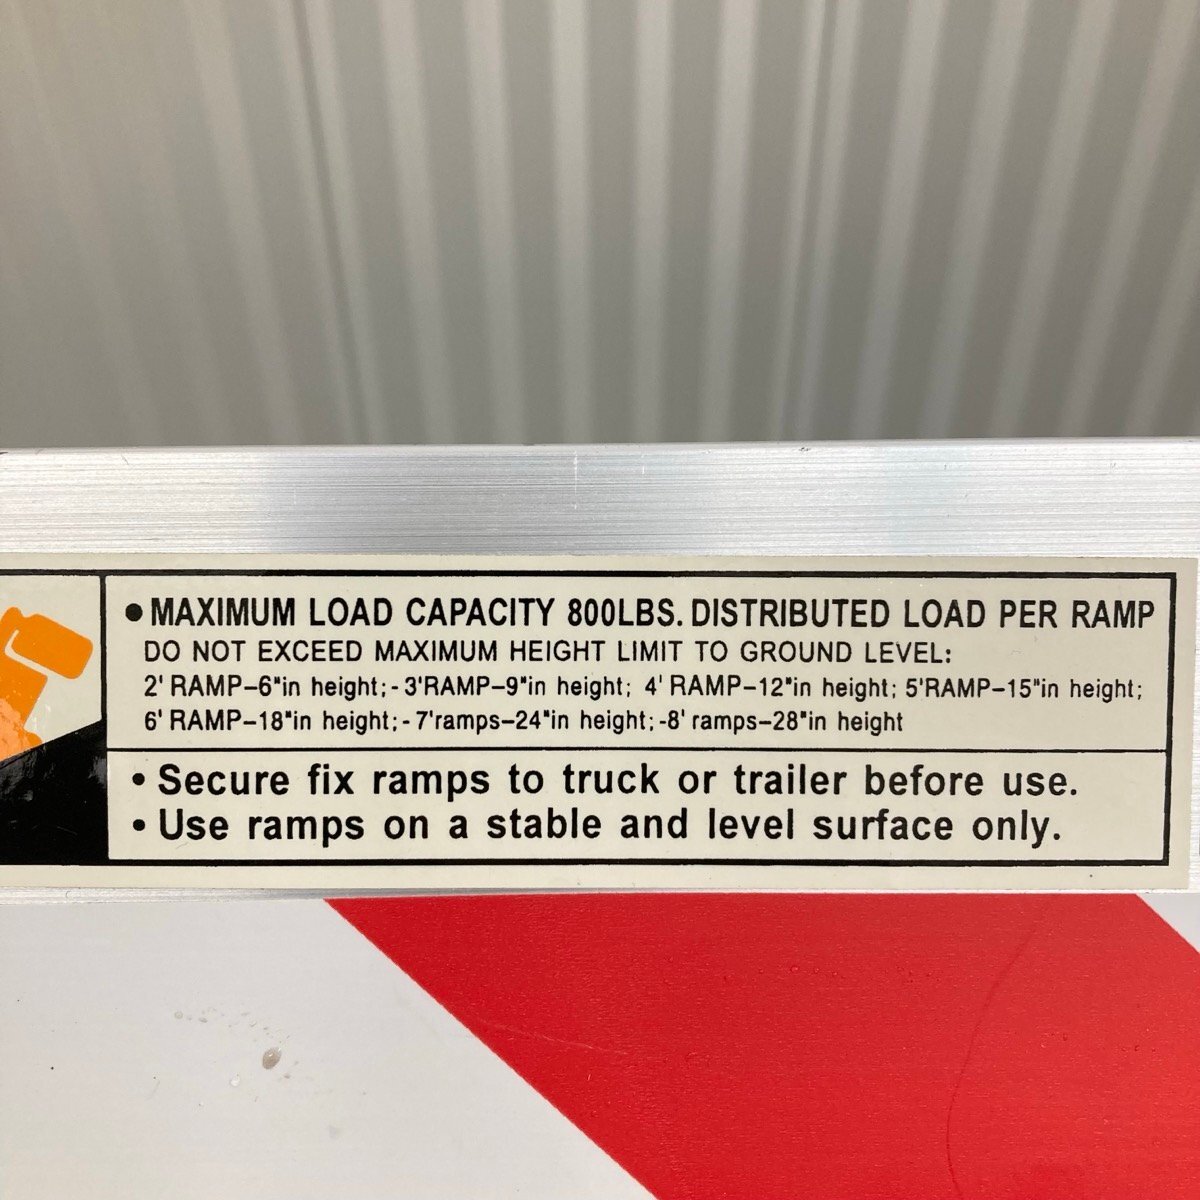 • MAXIMUM LOAD CAPACITY 800LBS. DISTRIBUTED LOAD PER RAMP
DO NOT EXCEED MAXIMUM HEIGHT LIMIT TO GROUND LEVEL:
2' RAMP-6"in height;- 3'RAMP-9"in height; 4' RAMP-12"in height; 5'RAMP-15"in height;
6' RAMP-18"in height;- 7'ramps-24"in height;-8' ramps-28"in height
• Secure fix ramps to truck or trailer before use.
• Use ramps on a stable and level surface only.